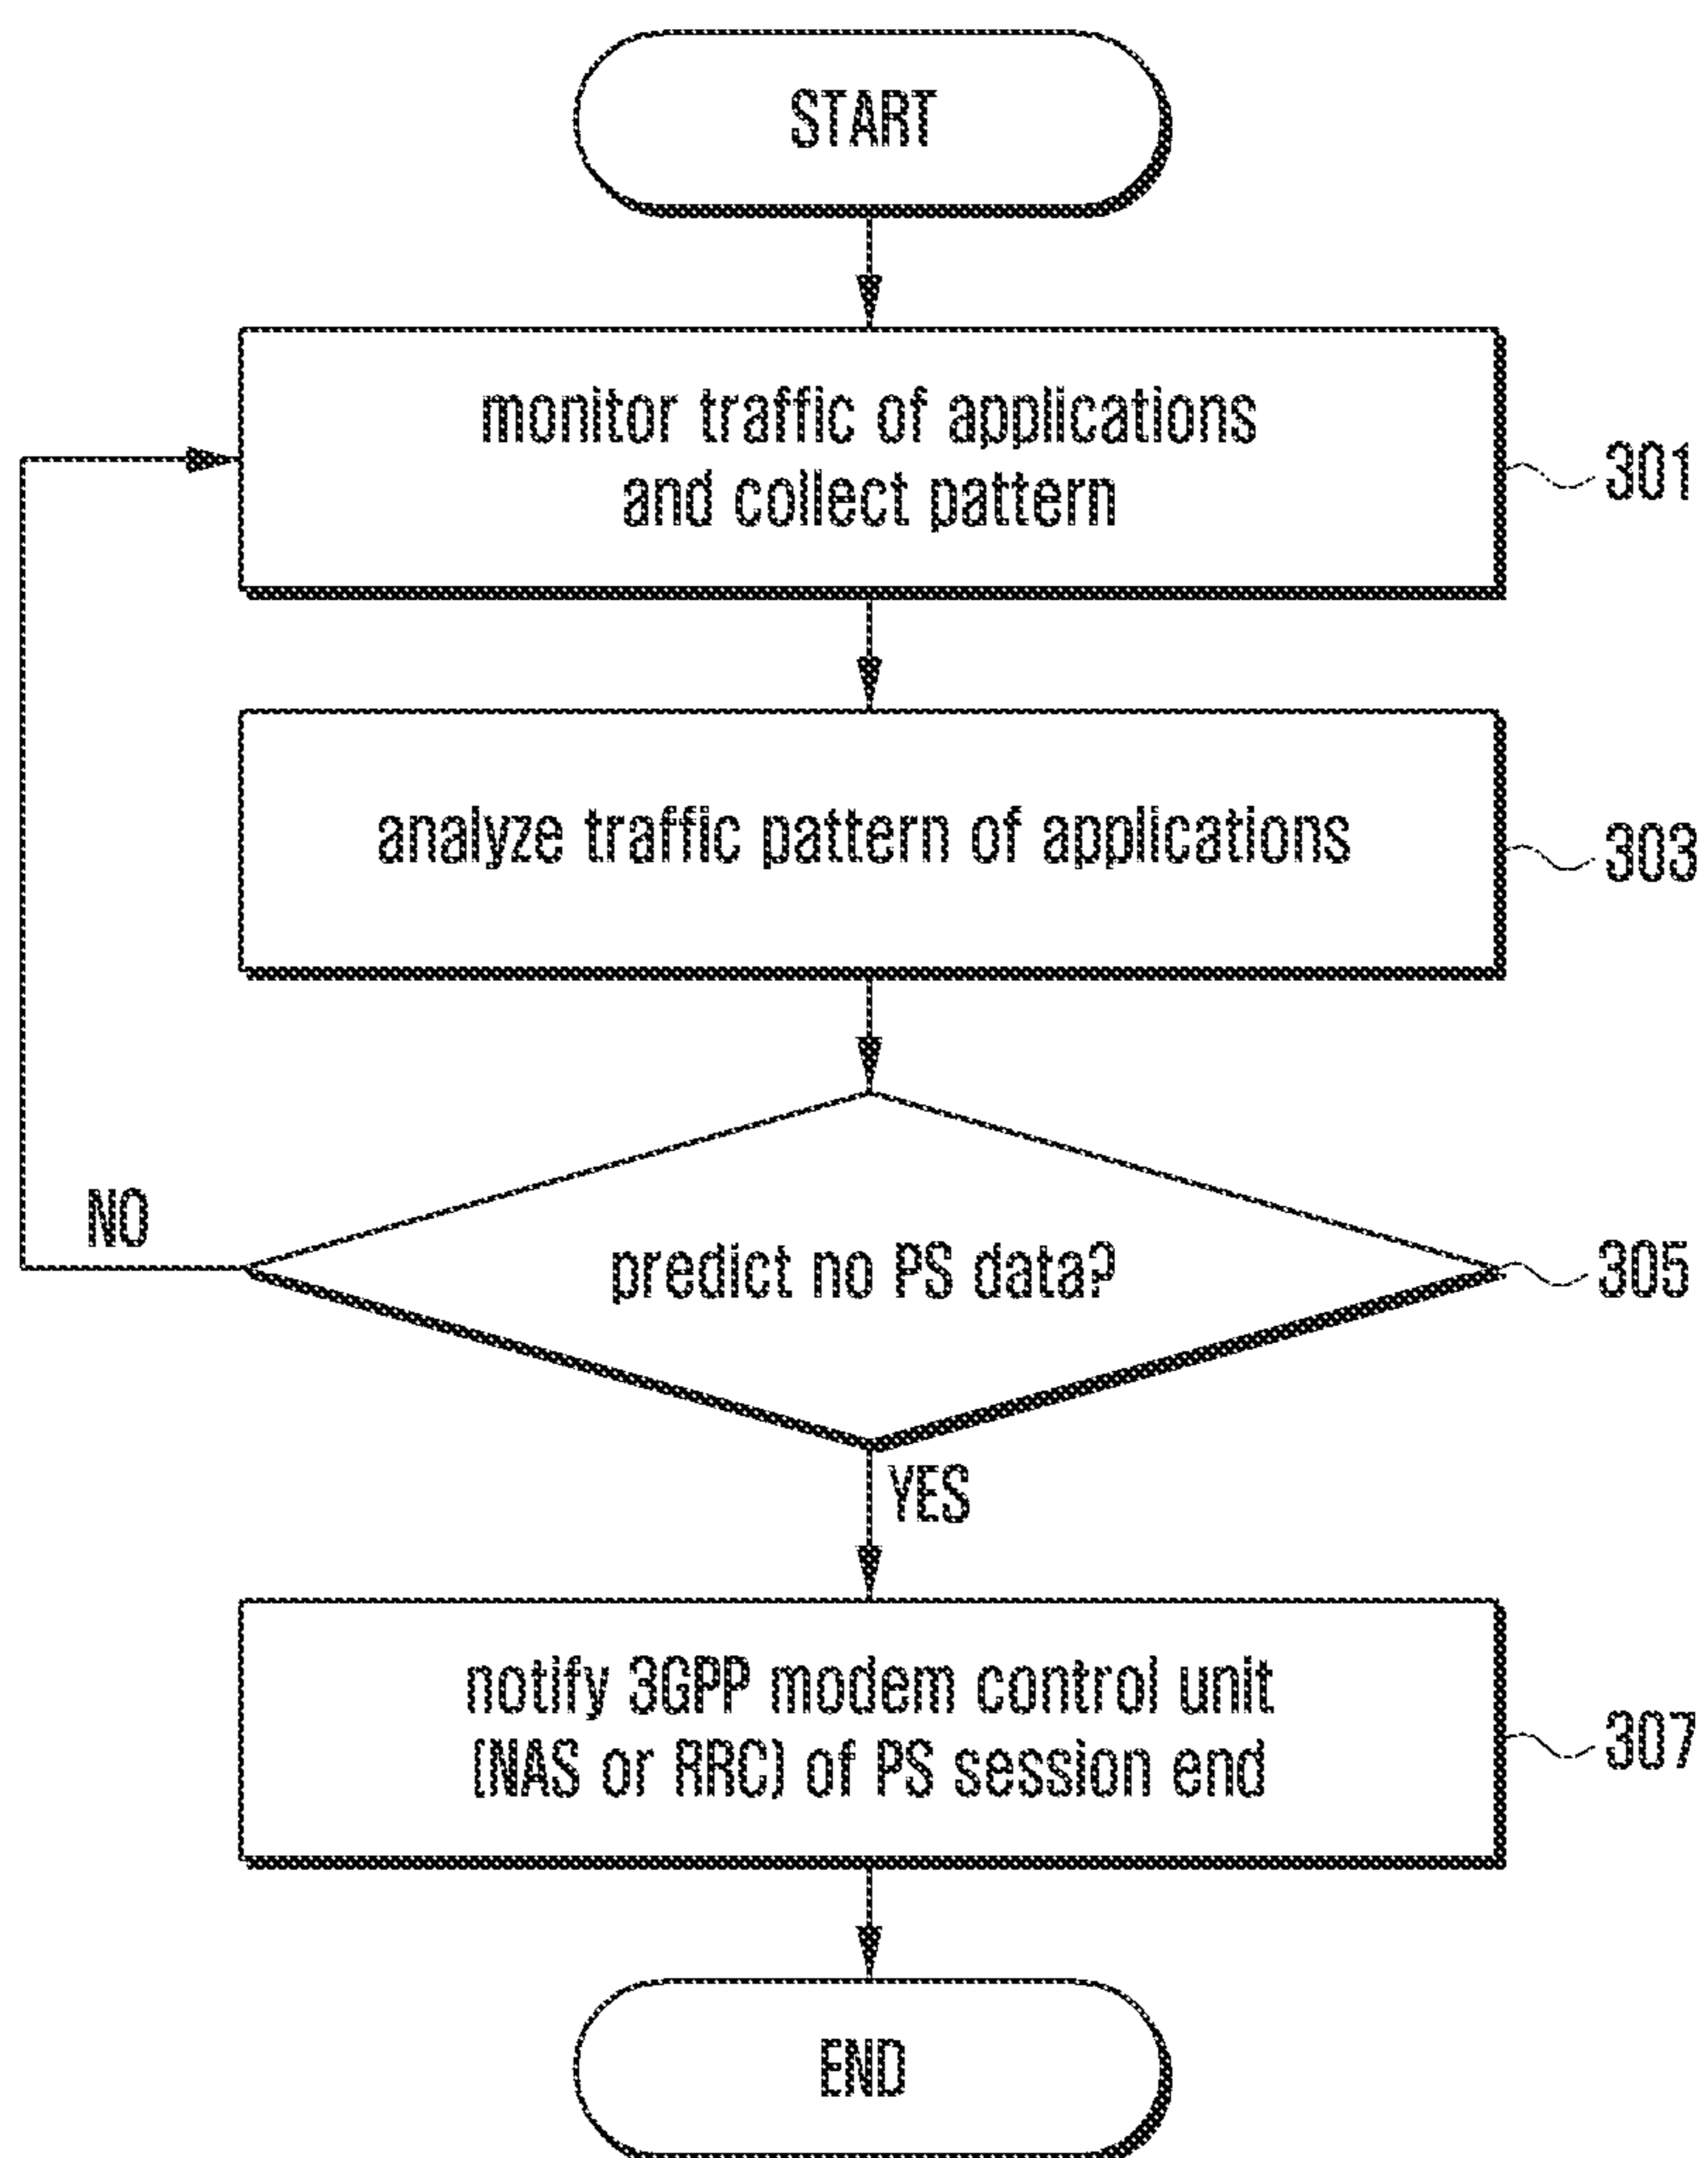 START
monitor traffic of applications
and collect pattern
301
analyze traffic pattern of applications
303
NO
predict no PS data?
305
YES
notify 3GPP modem control unit
(NAS or RRC) of PS session end
307
END